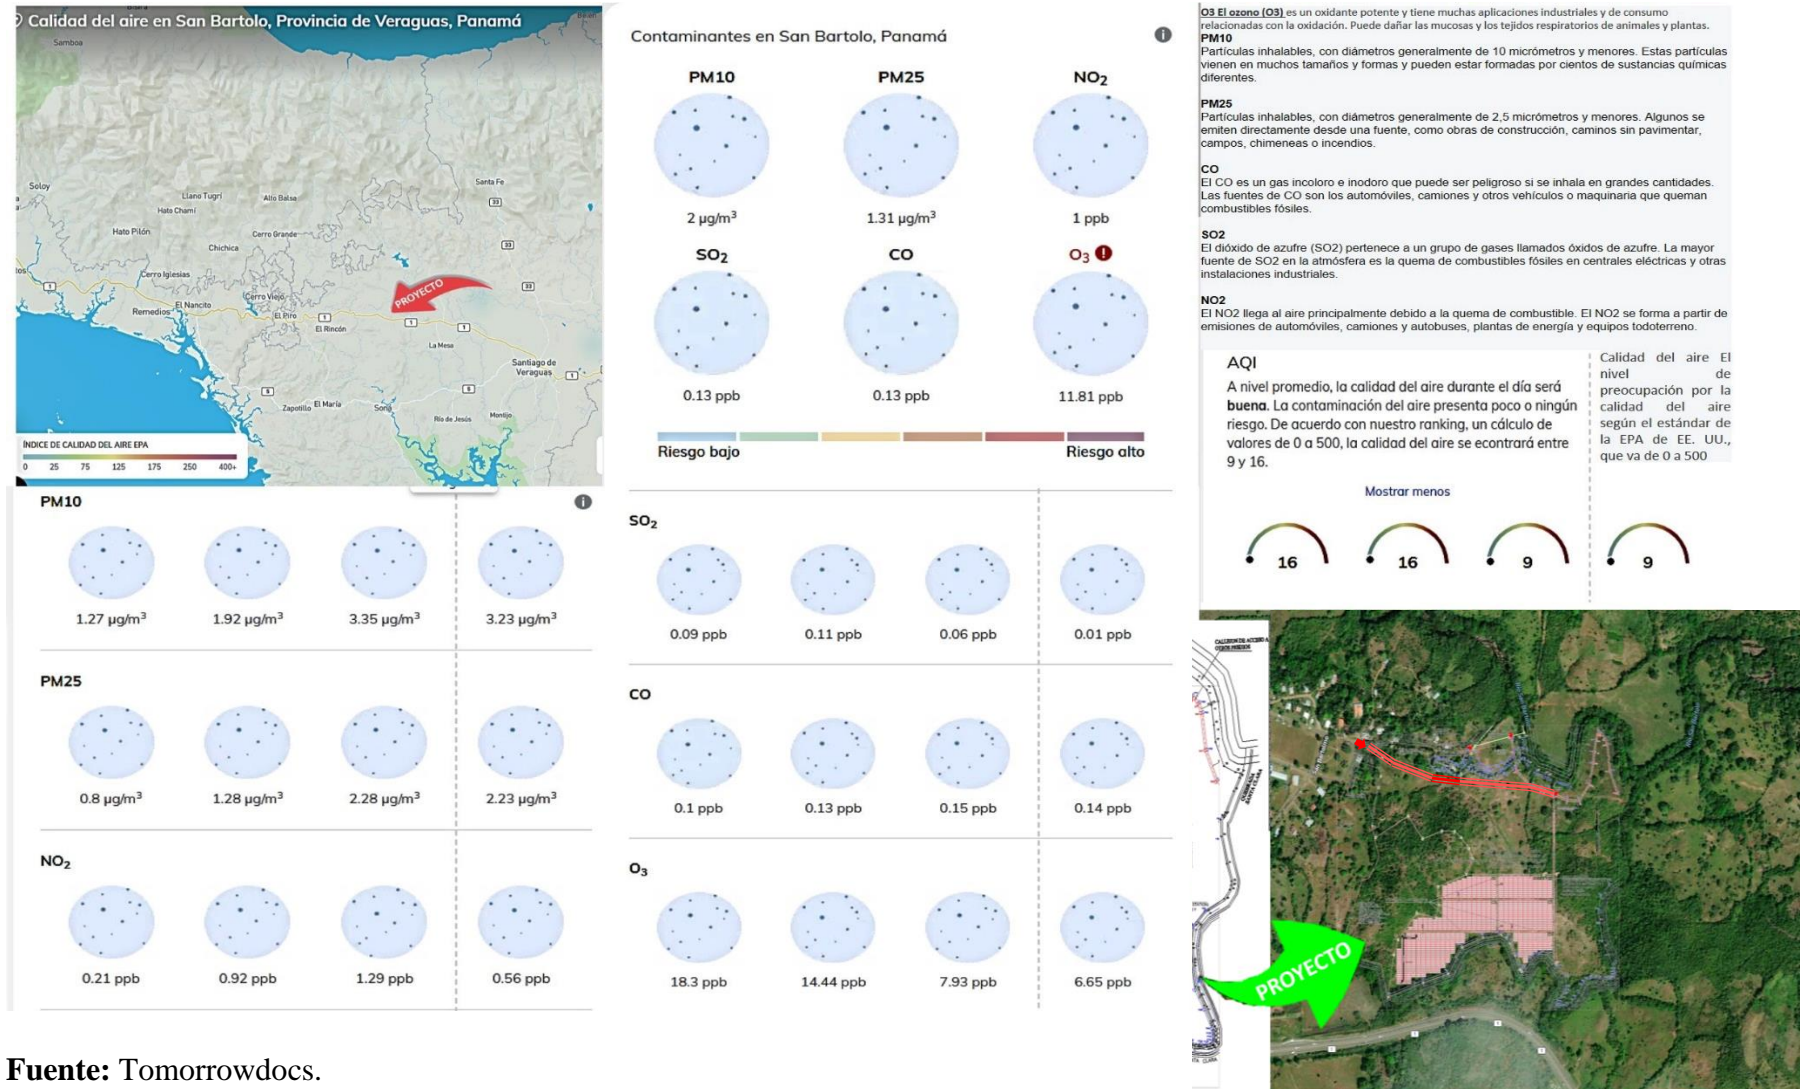 Calidad del aire en San Bartolo, Provincia de Veraguas, Panamá
Samboa
Soloy
Llano Tugrí
Alto Balsa
Santa Fe
33
Hato Chamí
Hato Pilón
Cerro Grande
Chichica
33
Cerro Iglesias
PROYECTO
33
1
El Nancito
Cerro Viejo
Remedios
El Piro
1
1
1
El Rincón
La Mesa
Santiago de
Veraguas
1
5
5
Zapotillo
El María
Soná
Río de Jesús
Montijo
ÍNDICE DE CALIDAD DEL AIRE EPA
0 25 75 125 175 250 400+
Contaminantes en San Bartolo, Panamá
PM10 PM25 NO2
2 µg/m3 1.31 µg/m3 1 ppb
SO2 CO O3
0.13 ppb 0.13 ppb 11.81 ppb
Riesgo bajo Riesgo alto
O3 El ozono (O3) es un oxidante potente y tiene muchas aplicaciones industriales y de consumo
relacionadas con la oxidación. Puede dañar las mucosas y los tejidos respiratorios de animales y plantas.
PM10
Partículas inhalables, con diámetros generalmente de 10 micrómetros y menores. Estas partículas
vienen en muchos tamaños y formas y pueden estar formadas por cientos de sustancias químicas
diferentes.
PM25
Partículas inhalables, con diámetros generalmente de 2,5 micrómetros y menores. Algunos se
emiten directamente desde una fuente, como obras de construcción, caminos sin pavimentar,
campos, chimeneas o incendios.
CO
El CO es un gas incoloro e inodoro que puede ser peligroso si se inhala en grandes cantidades.
Las fuentes de CO son los automóviles, camiones y otros vehículos o maquinaria que queman
combustibles fósiles.
SO2
El dióxido de azufre (SO2) pertenece a un grupo de gases llamados óxidos de azufre. La mayor
fuente de SO2 en la atmósfera es la quema de combustibles fósiles en centrales eléctricas y otras
instalaciones industriales.
NO2
El NO2 llega al aire principalmente debido a la quema de combustible. El NO2 se forma a partir de
emisiones de automóviles, camiones y autobuses, plantas de energía y equipos todoterreno.
AQI
A nivel promedio, la calidad del aire durante el día será
buena. La contaminación del aire presenta poco o ningún
riesgo. De acuerdo con nuestro ranking, un cálculo de
valores de 0 a 500, la calidad del aire se econtrará entre
9 y 16.
Mostrar menos
Calidad del aire El
nivel de
preocupación por la
calidad del aire
según el estándar de
la EPA de EE. UU.,
que va de 0 a 500
16 16 9 9
PM10
1.27 µg/m3 1.92 µg/m3 3.35 µg/m3 3.23 µg/m3
PM25
0.8 µg/m3 1.28 µg/m3 2.28 µg/m3 2.23 µg/m3
NO2
0.21 ppb 0.92 ppb 1.29 ppb 0.56 ppb
SO2
0.09 ppb 0.11 ppb 0.06 ppb 0.01 ppb
CO
0.1 ppb 0.13 ppb 0.15 ppb 0.14 ppb
O3
18.3 ppb 14.44 ppb 7.93 ppb 6.65 ppb
CALLEJON DE ACCESO A
OTROS PREDIOS
QUEBRADA
SANTA CLARA
PROYECTO
Fuente: Tomorrowdocs.